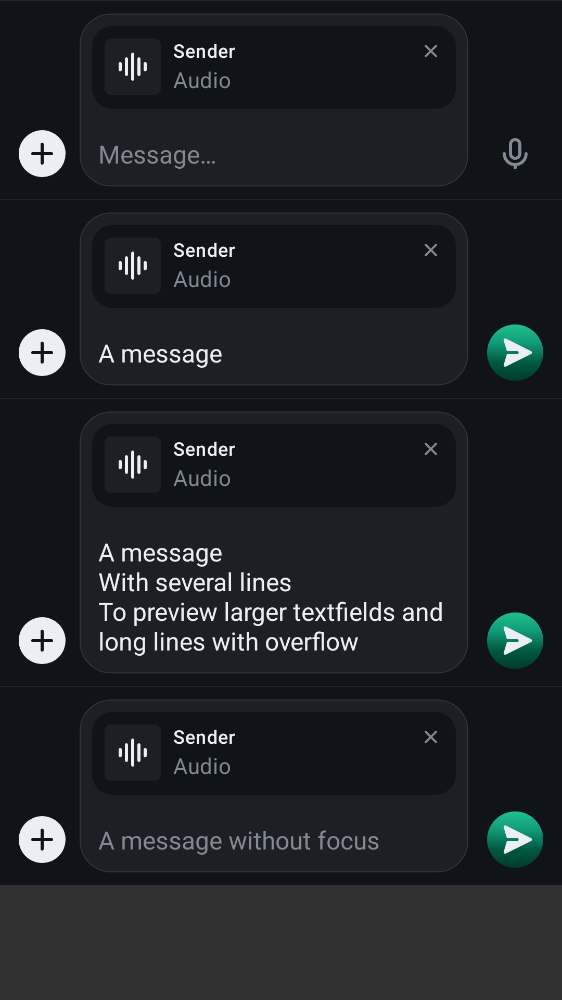 Sender
Audio
Message…
Sender
Audio
A message
Sender
Audio
A message
With several lines
To preview larger textfields and
long lines with overflow
Sender
Audio
A message without focus